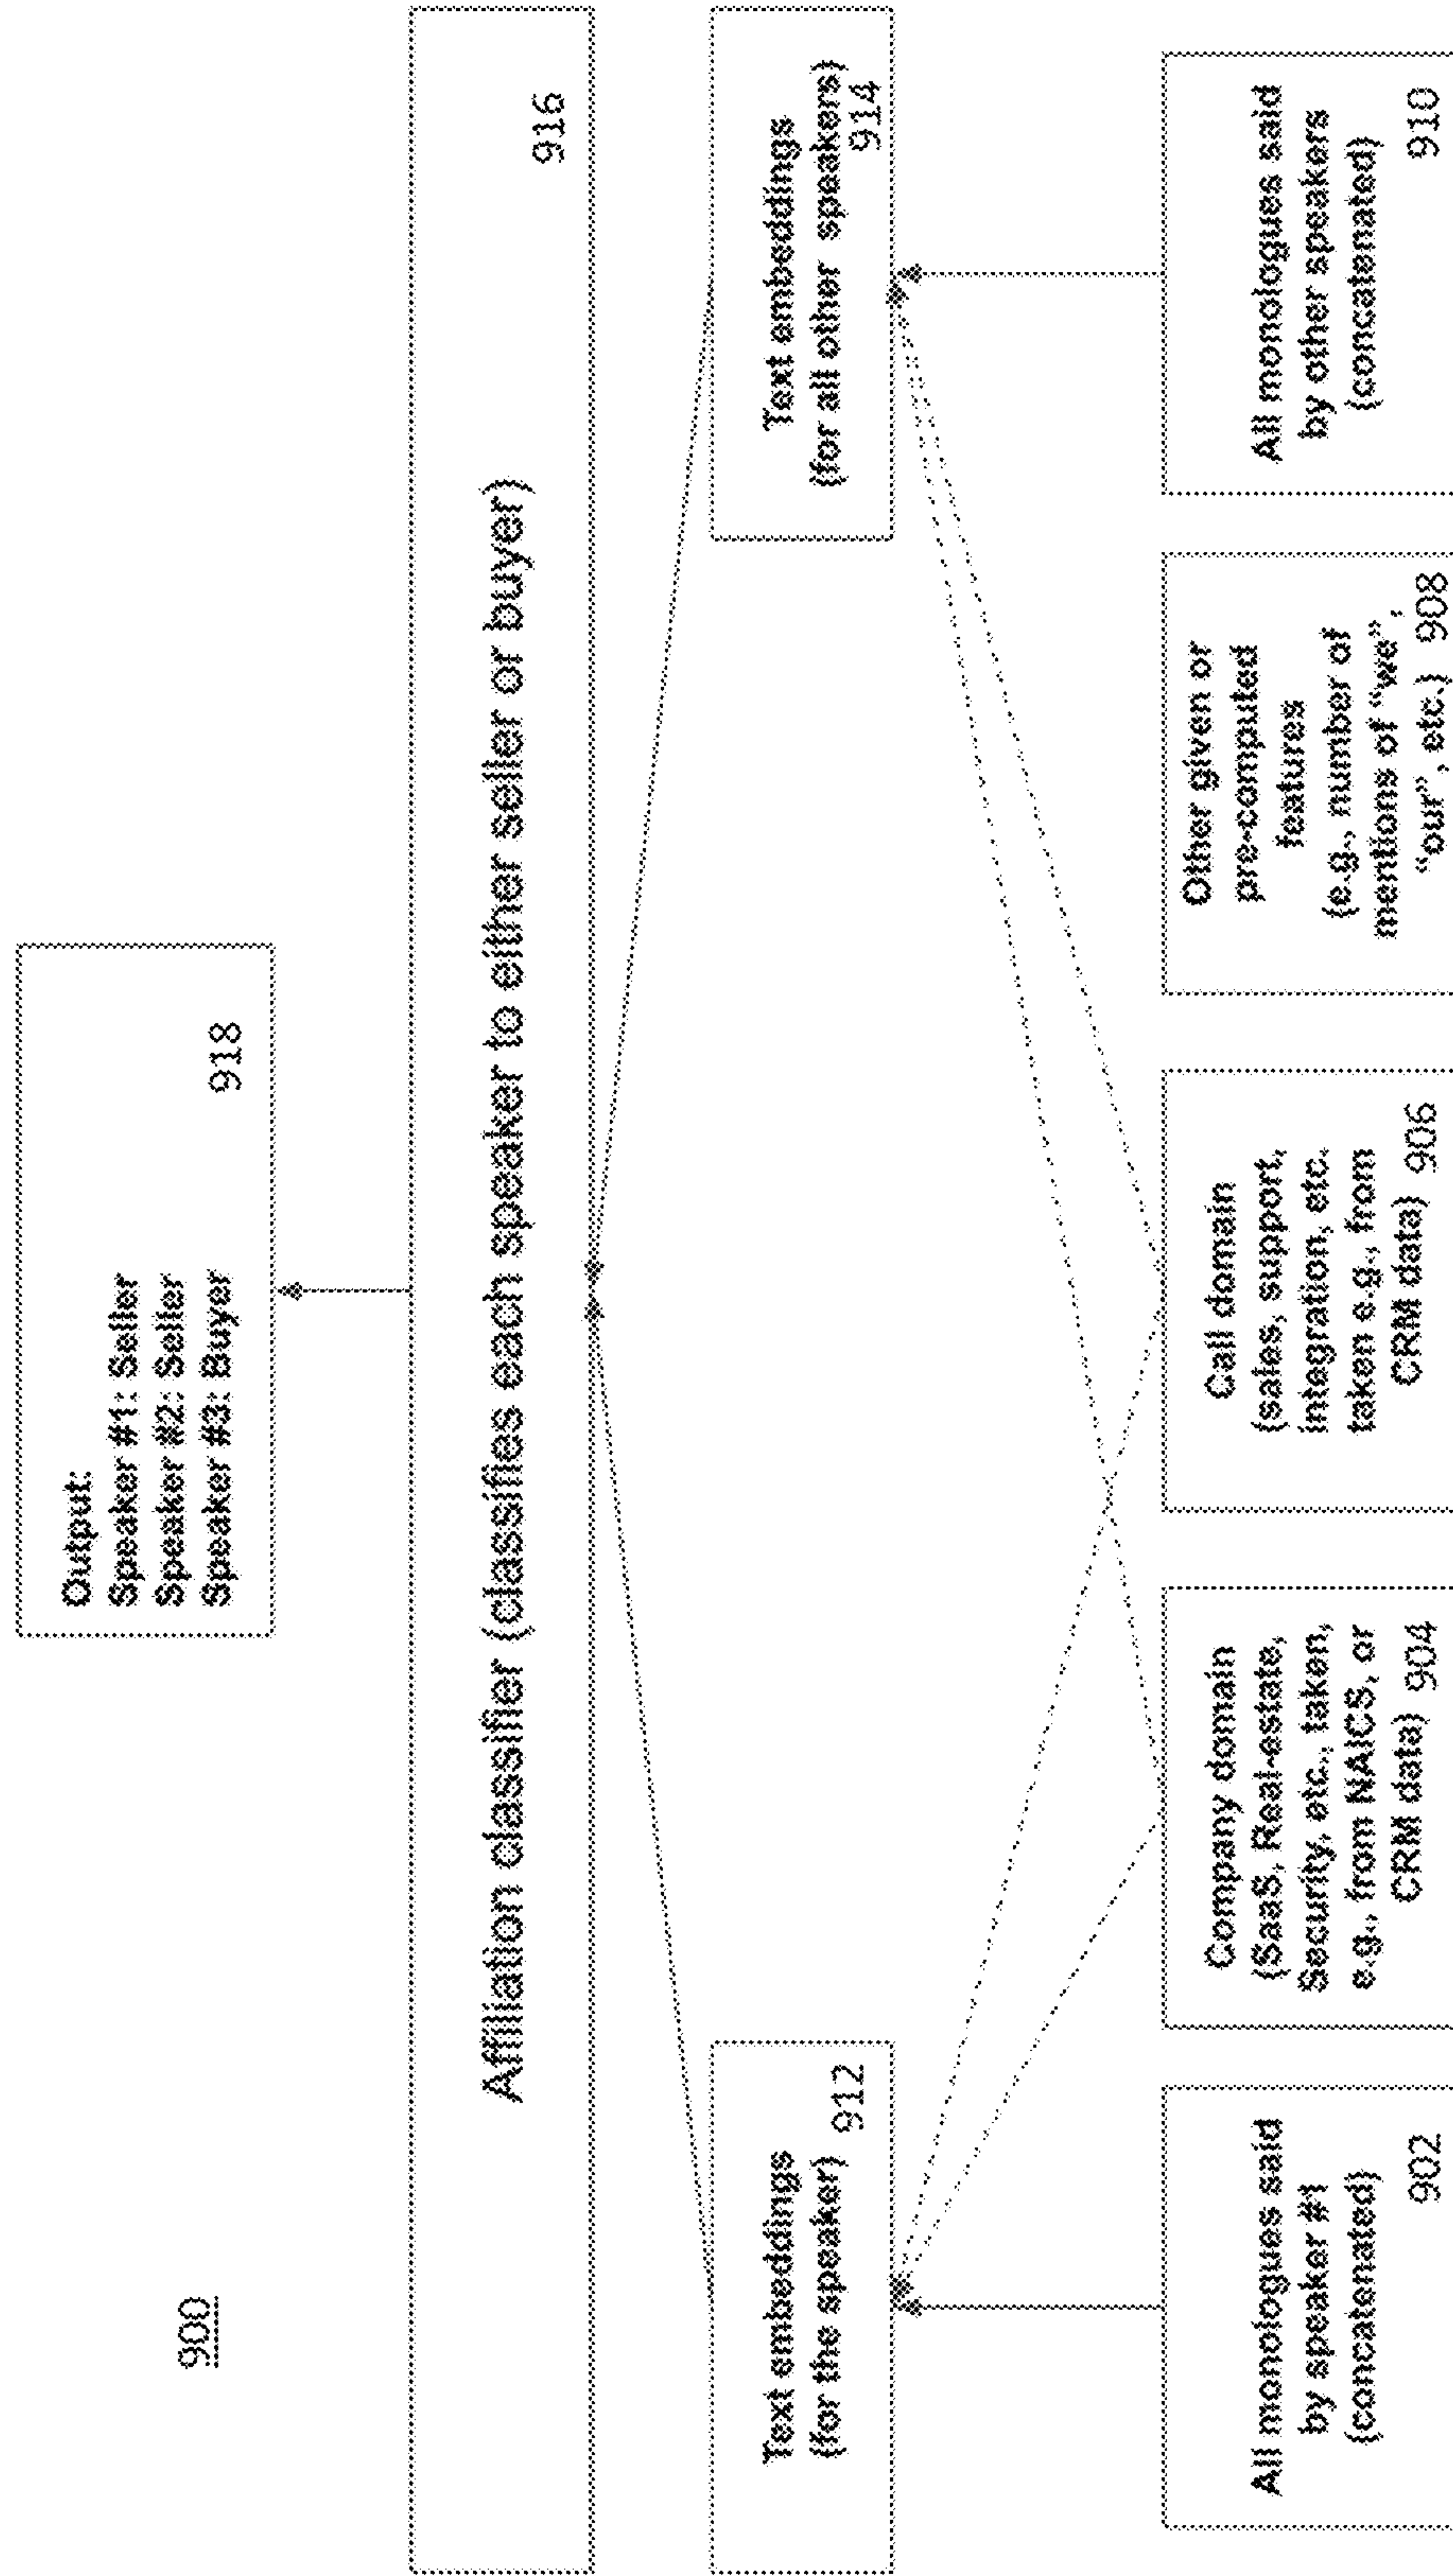 900
Output:
Speaker #1: Seller
Speaker #2: Seller
Speaker #3: Buyer
918
Affiliation classifier (classifies each speaker to either seller or buyer)
916
Text embeddings
(for the speaker) 912
Text embeddings
(for all other speakers)
914
All monologues said
by speaker #1
(concatenated)
902
Company domain
(SaaS, Real-estate,
Security, etc., taken,
e.g., from NAICS, or
CRM data) 904
Call domain
(sales, support,
integration, etc.
taken e.g., from
CRM data) 906
Other given or
pre-computed
features
(e.g., number of
mentions of "we",
"our", etc.) 908
All monologues said
by other speakers
(concatenated)
910